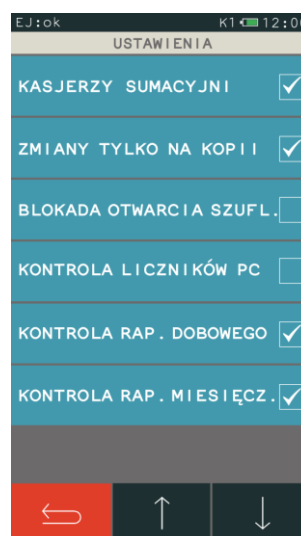 EJ:ok K1 12:00
USTAWIENIA
KASJERZY SUMACYJNI
ZMIANY TYLKO NA KOPII
BLOKADA OTWARCIA SZUFL.
KONTROLA LICZNIKÓW PC
KONTROLA RAP.DOBOWEGO
KONTROLA RAP.MIESIĘCZ.